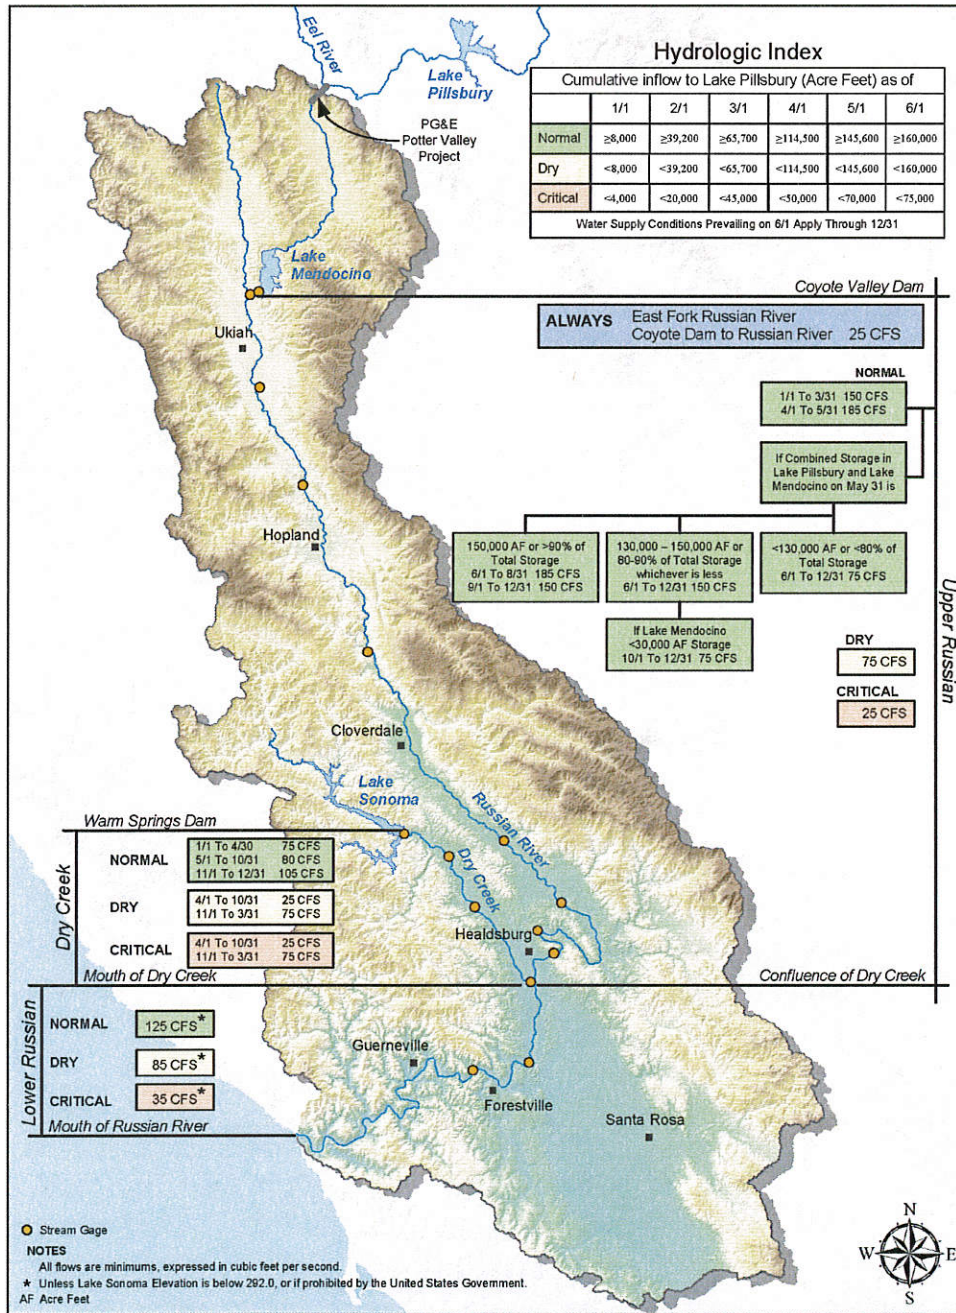 Eel River
Lake
Pillsbury
PG&E
Potter Valley
Project
Hydrologic Index
Cumulative inflow to Lake Pillsbury (Acre Feet) as of
1/1 2/1 3/1 4/1 5/1 6/1
Normal ≥8,000 ≥39,200 ≥65,700 ≥114,500 ≥145,600 ≥160,000
Dry <8,000 <39,200 <65,700 <114,500 <145,600 <160,000
Critical <4,000 <20,000 <45,000 <50,000 <70,000 <75,000
Water Supply Conditions Prevailing on 6/1 Apply Through 12/31
Lake
Mendocino
Coyote Valley Dam
ALWAYS East Fork Russian River
Coyote Dam to Russian River 25 CFS
Ukiah
NORMAL
1/1 To 3/31 150 CFS
4/1 To 5/31 185 CFS
If Combined Storage in
Lake Pillsbury and Lake
Mendocino on May 31 is
Hopland
150,000 AF or >90% of
Total Storage
6/1 To 8/31 185 CFS
9/1 To 12/31 150 CFS
130,000 – 150,000 AF or
80-90% of Total Storage
whichever is less
6/1 To 12/31 150 CFS
<130,000 AF or <80% of
Total Storage
6/1 To 12/31 75 CFS
If Lake Mendocino
<30,000 AF Storage
10/1 To 12/31 75 CFS
DRY
75 CFS
CRITICAL
25 CFS
Upper Russian
Cloverdale
Lake
Sonoma
Russian River
Dry Creek
Warm Springs Dam
NORMAL
1/1 To 4/30 75 CFS
5/1 To 10/31 80 CFS
11/1 To 12/31 105 CFS
DRY
4/1 To 10/31 25 CFS
11/1 To 3/31 75 CFS
CRITICAL
4/1 To 10/31 25 CFS
11/1 To 3/31 75 CFS
Dry Creek
Healdsburg
Mouth of Dry Creek
Confluence of Dry Creek
NORMAL 125 CFS*
DRY 85 CFS*
CRITICAL 35 CFS*
Lower Russian
Mouth of Russian River
Guerneville
Forestville
Santa Rosa
Stream Gage
NOTES
All flows are minimums, expressed in cubic feet per second.
* Unless Lake Sonoma Elevation is below 292.0, or if prohibited by the United States Government.
AF Acre Feet
N
W E
S